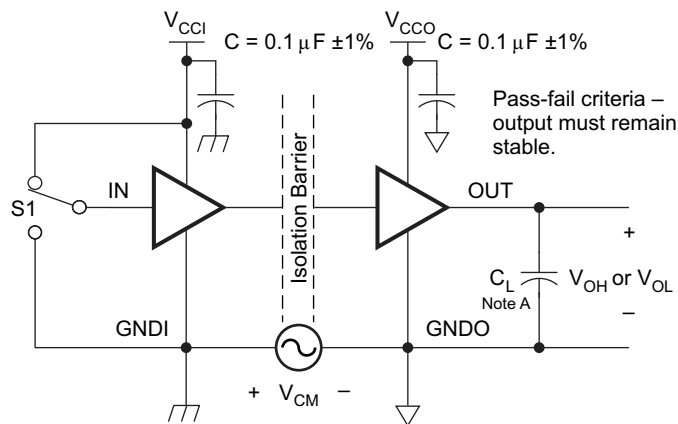 V_CCI
C = 0.1 μF ±1%
V_CCO
C = 0.1 μF ±1%
Pass-fail criteria –
output must remain
stable.
S1
IN
Isolation Barrier
OUT
+
C_L
Note A
V_OH or V_OL
–
GNDI
GNDO
+ V_CM –